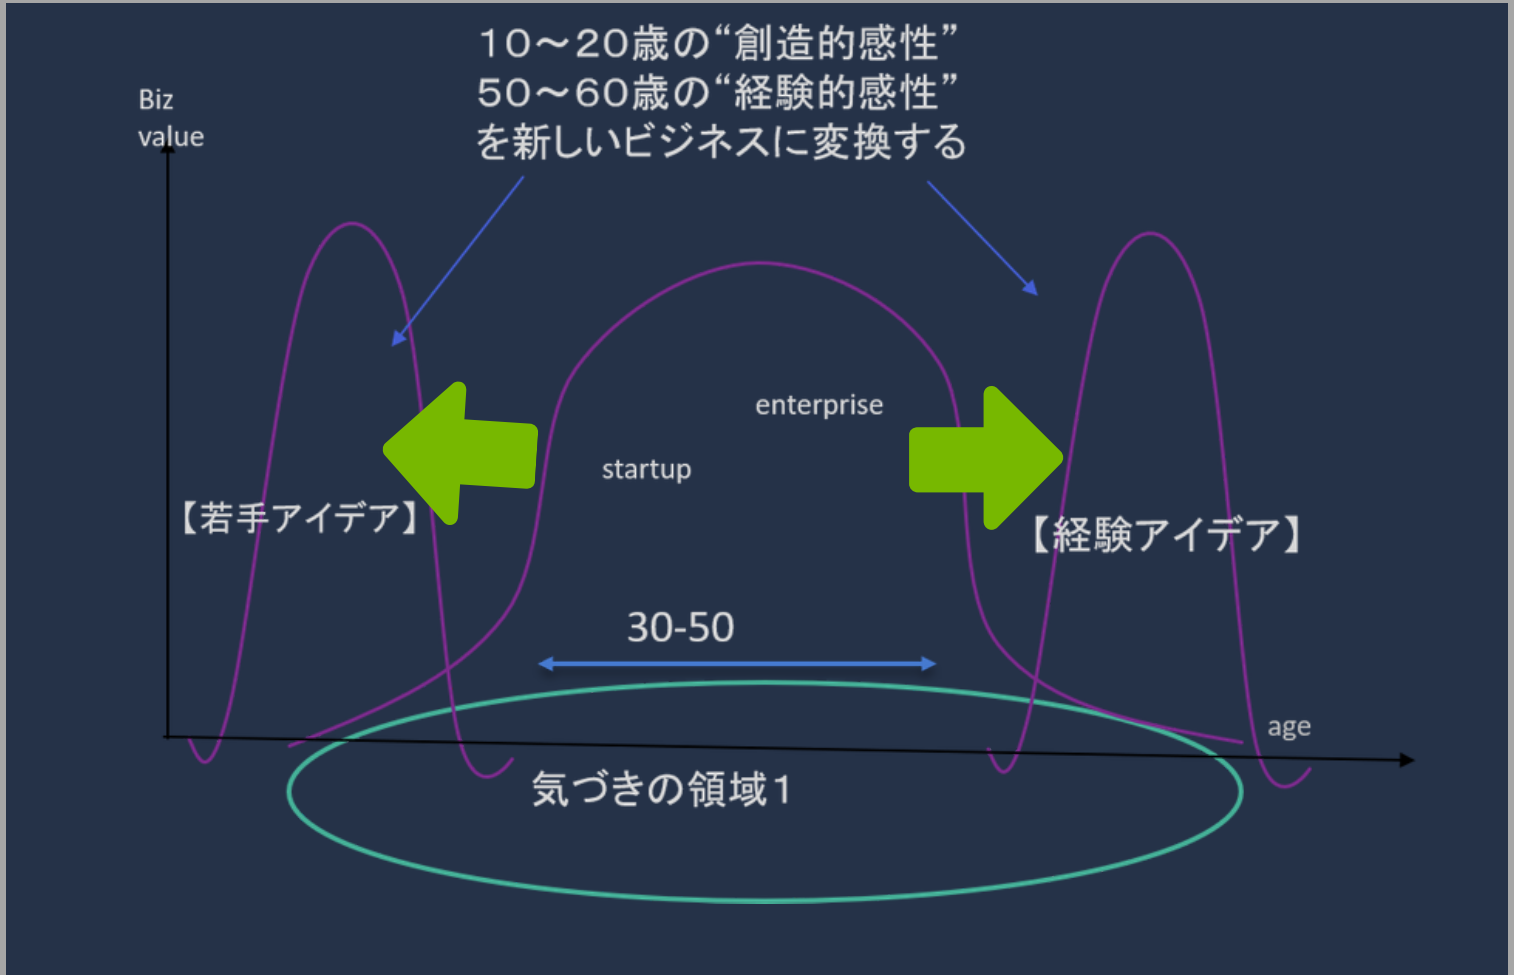 10～20歳の“創造的感性”
50～60歳の“経験的感性”
を新しいビジネスに変換する
Biz
value
enterprise
startup
【若手アイデア】
【経験アイデア】
30-50
age
気づきの領域1